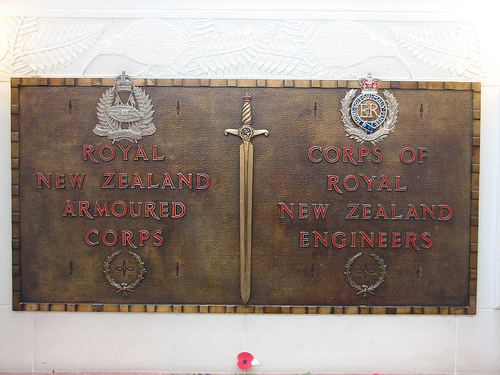 ROYAL
NEW ZEALAND
ARMOURED
CORPS
CORPS OF
ROYAL
NEW ZEALAND
ENGINEERS